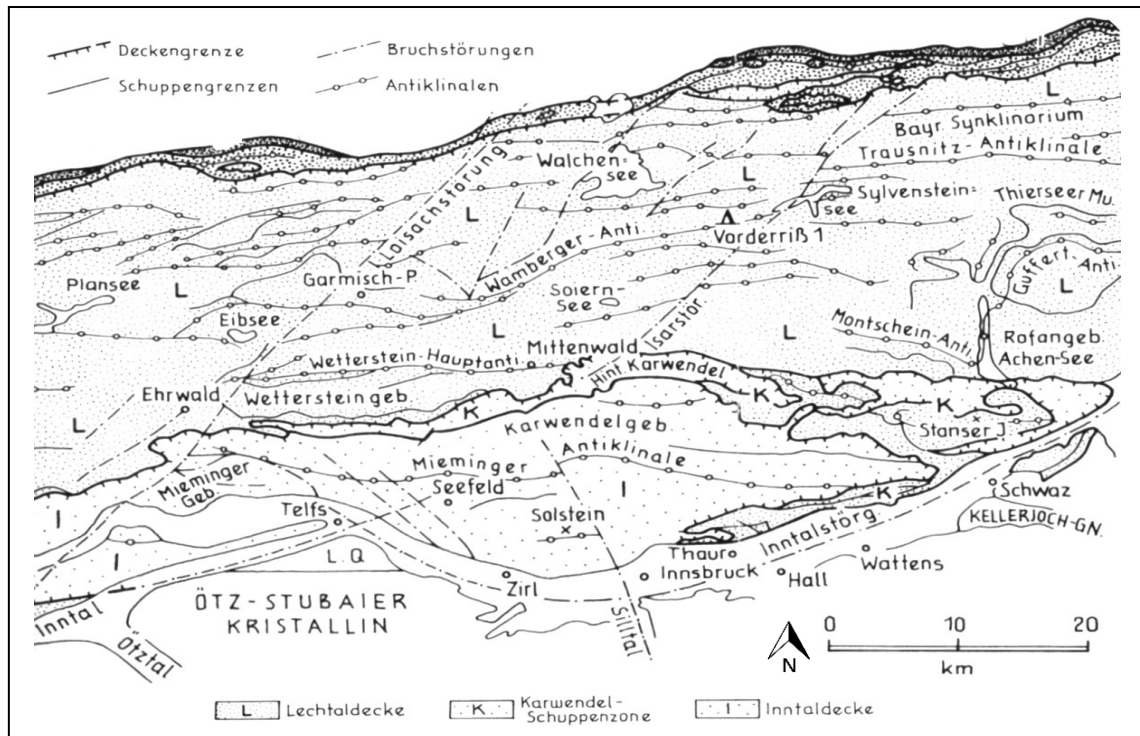 Deckengrenze
Bruchstörungen
Schuppengrenzen
Antiklinalen
L
Bayr. Synklinorium
Trausnitz-Antiklinale
Loisachstörung
Walchen-
see
L
L
Sylvenstein=
see
Thierseer Mu.
Vorderriß 1
Wamberger-Anti.
Guffert-Anti.
L
Plansee
L
Garmisch-P.
Eibsee
Soiern-
See
Isarstör.
L
L
Montschein-Anti.
Rofangeb.
Achen-See
Wetterstein-Hauptanti.
Mittenwald
Hint. Karwendel
Ehrwald
Wettersteingeb.
K
K
K
L
Karwendelgeb.
Stanser J.
Antiklinale
Mieminger
Mieminger
Geb.
Seefeld
I
I
K
Telfs
Solstein
Schwaz
KELLERJOCH-GN.
I
L.Q.
Thaur
Inntalstörg
Innsbruck
Hall
Wattens
Zirl
ÖTZ-STUBAIER
KRISTALLIN
Inntal
Ötztal
Silltal
N
0 10 20
km
L Lechtaldecke
K Karwendel-
Schuppenzone
I Inntaldecke